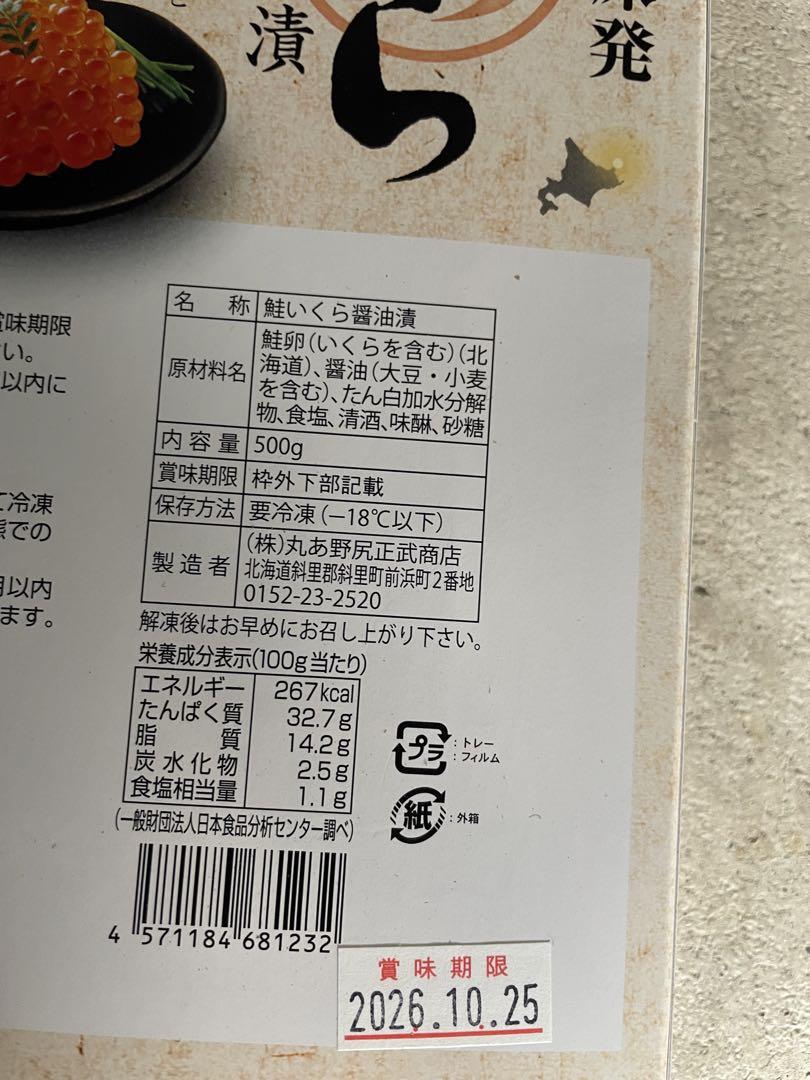 と
漬
ら
発
味期限
い。
以内に
て冷凍
態での
月以内
ます。
名称 鮭いくら醤油漬
原材料名 鮭卵(いくらを含む)(北
海道)、醤油(大豆・小麦
を含む)、たん白加水分解
物、食塩、清酒、味醂、砂糖
内容量 500g
賞味期限 枠外下部記載
保存方法 要冷凍(−18℃以下)
製造者 (株)丸あ野尻正武商店
北海道斜里郡斜里町前浜町2番地
0152-23-2520
解凍後はお早めにお召し上がり下さい。
栄養成分表示(100g当たり)
エネルギー 267kcal
たんぱく質 32.7g
脂質 14.2g
炭水化物 2.5g
食塩相当量 1.1g
(一般財団法人日本食品分析センター調べ)
プラ :トレー
:フィルム
紙 :外箱
4 571184 681232
賞味期限
2026.10.25